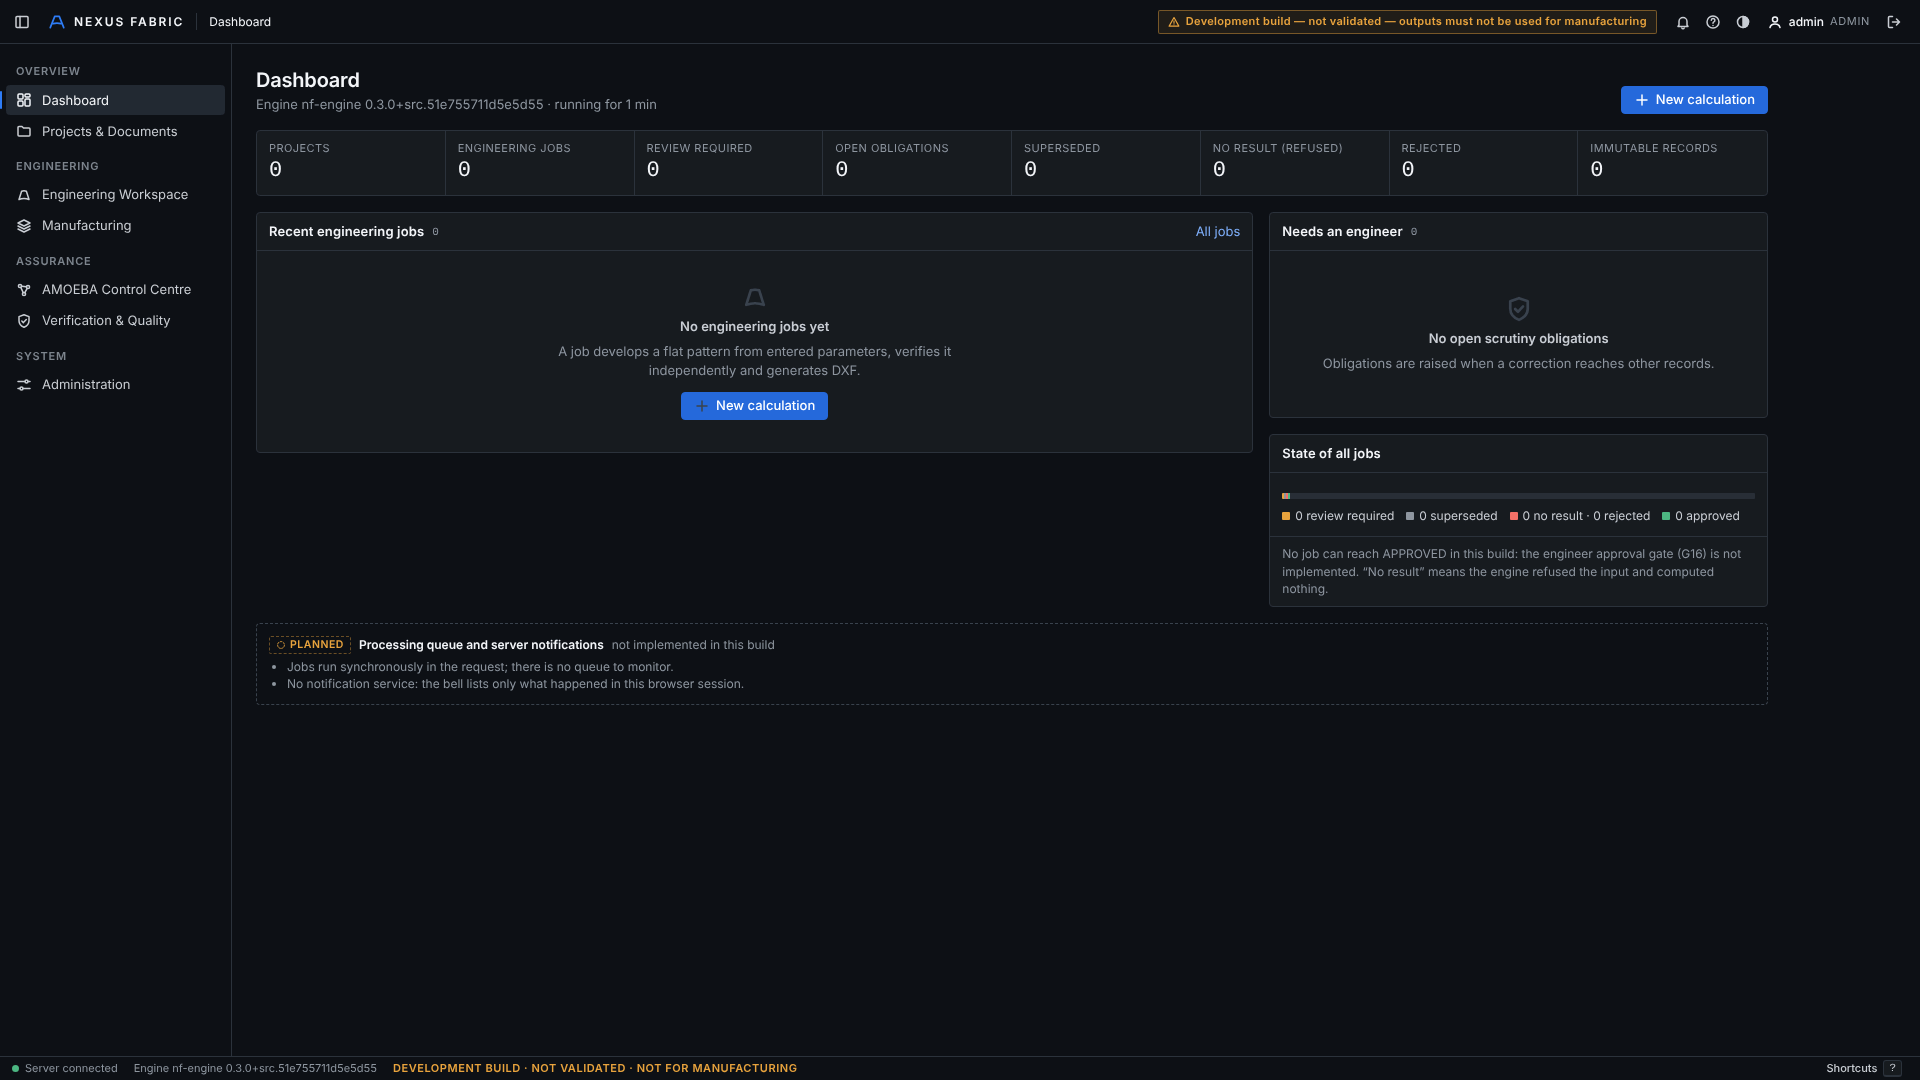 NEXUS FABRIC
Dashboard
Development build — not validated — outputs must not be used for manufacturing
admin ADMIN
OVERVIEW
Dashboard
Projects & Documents
ENGINEERING
Engineering Workspace
Manufacturing
ASSURANCE
AMOEBA Control Centre
Verification & Quality
SYSTEM
Administration
Dashboard
Engine nf-engine 0.3.0+src.51e755711d5e5d55 · running for 1 min
New calculation
PROJECTS
0
ENGINEERING JOBS
0
REVIEW REQUIRED
0
OPEN OBLIGATIONS
0
SUPERSEDED
0
NO RESULT (REFUSED)
0
REJECTED
0
IMMUTABLE RECORDS
0
Recent engineering jobs 0
All jobs
No engineering jobs yet
A job develops a flat pattern from entered parameters, verifies it
independently and generates DXF.
New calculation
Needs an engineer 0
No open scrutiny obligations
Obligations are raised when a correction reaches other records.
State of all jobs
0 review required
0 superseded
0 no result · 0 rejected
0 approved
No job can reach APPROVED in this build: the engineer approval gate (G16) is not
implemented. “No result” means the engine refused the input and computed
nothing.
PLANNED Processing queue and server notifications not implemented in this build
• Jobs run synchronously in the request; there is no queue to monitor.
• No notification service: the bell lists only what happened in this browser session.
Server connected
Engine nf-engine 0.3.0+src.51e755711d5e5d55
DEVELOPMENT BUILD · NOT VALIDATED · NOT FOR MANUFACTURING
Shortcuts ?